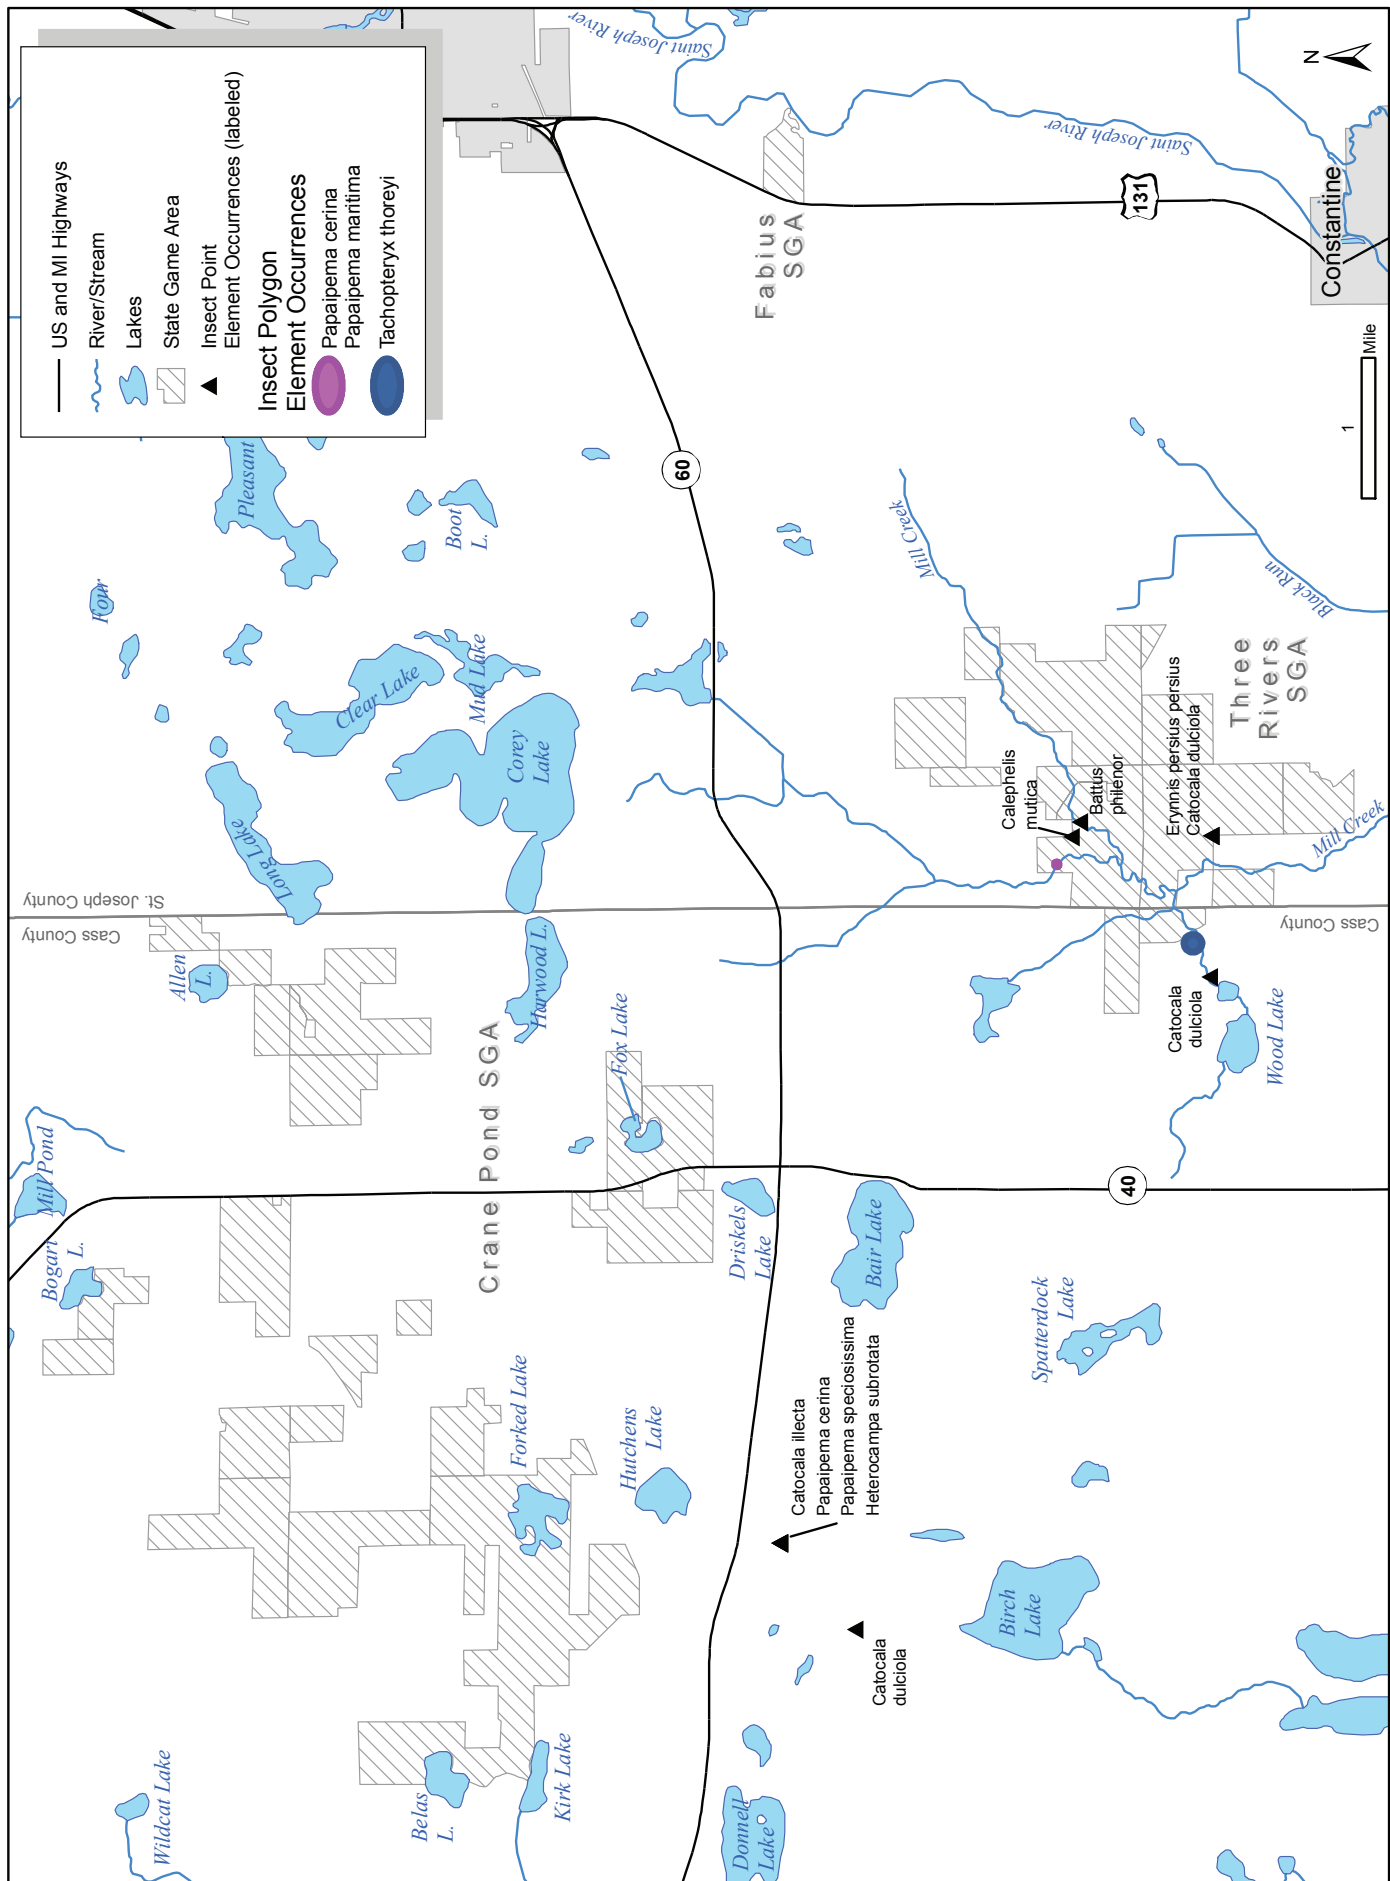 US and MI Highways
River/Stream
Lakes
State Game Area
Insect Point
Element Occurrences (labeled)
Insect Polygon
Element Occurrences
Papaipema cerina
Papaipema maritima
Tachopteryx thoreyi
Wildcat Lake
Belas
L.
Kirk Lake
Donnell
Lake
Bogart
L.
Mill Pond
Forked Lake
Hutchens
Lake
Crane Pond SGA
Allen
L.
Cass County
St. Joseph County
Long Lake
Harwood L.
Fox Lake
Driskels
Lake
Bair Lake
Corey
Lake
Clear Lake
Mud Lake
Four
Pleasant
Boot
L.
60
Saint Joseph River
Saint Joseph River
Fabius
SGA
131
Constantine
N
1
Mile
Mill Creek
Black Run
Three
Rivers
SGA
Calephelis
mutica
Battus
philenor
Erynnis persius persius
Catocala dulciola
Mill Creek
Cass County
Catocala
dulciola
Wood Lake
40
Spatterdock
Lake
Catocala illecta
Papaipema cerina
Papaipema speciosissima
Heterocampa subrotata
Catocala
dulciola
Birch
Lake